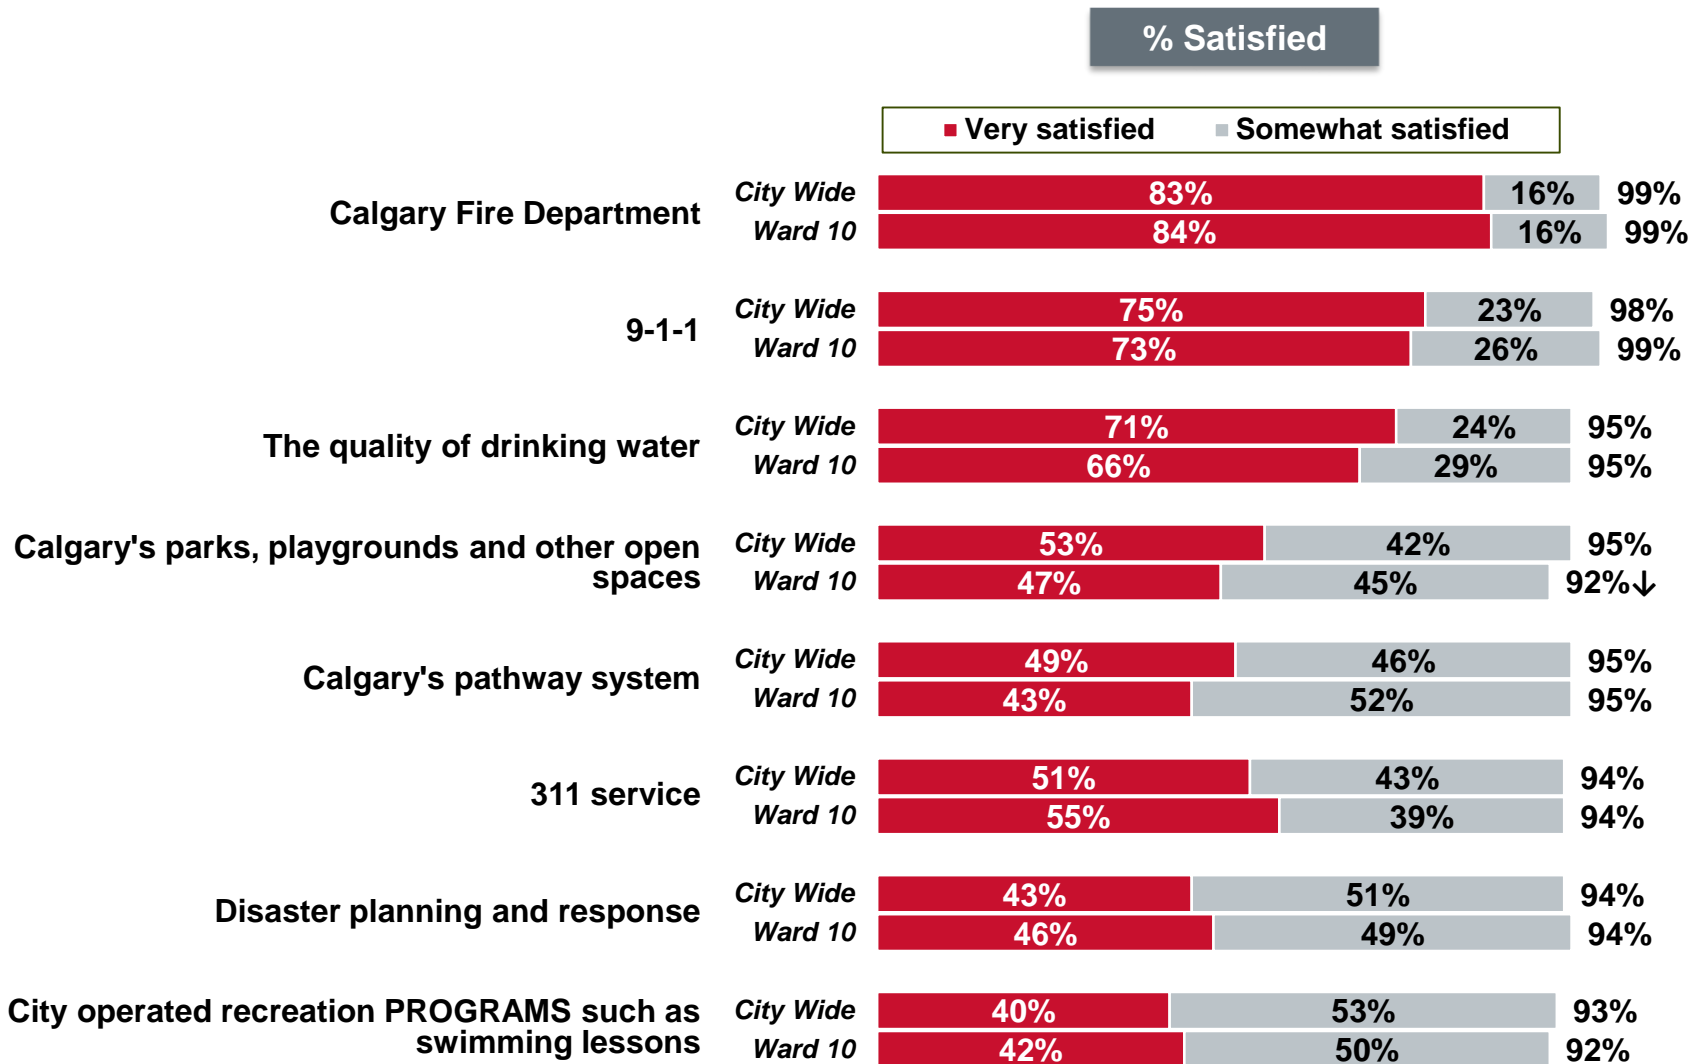 % Satisfied
Very satisfied Somewhat satisfied
Calgary Fire Department
City Wide 83% 16% 99%
Ward 10 84% 16% 99%
9-1-1
City Wide 75% 23% 98%
Ward 10 73% 26% 99%
The quality of drinking water
City Wide 71% 24% 95%
Ward 10 66% 29% 95%
Calgary's parks, playgrounds and other open
spaces
City Wide 53% 42% 95%
Ward 10 47% 45% 92%↓
Calgary's pathway system
City Wide 49% 46% 95%
Ward 10 43% 52% 95%
311 service
City Wide 51% 43% 94%
Ward 10 55% 39% 94%
Disaster planning and response
City Wide 43% 51% 94%
Ward 10 46% 49% 94%
City operated recreation PROGRAMS such as
swimming lessons
City Wide 40% 53% 93%
Ward 10 42% 50% 92%